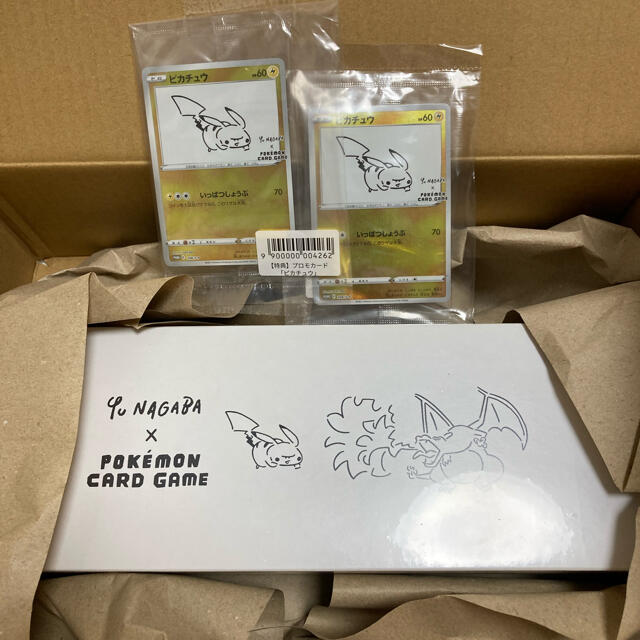 ピカチュウ
HP60
YU NAGABA
×
POKÉMON
CARD GAME
いっぱつしょうぶ 70
ピカチュウ
HP60
YU NAGABA
×
POKÉMON
CARD GAME
いっぱつしょうぶ 70
9 900000 004262
【特典】プロモカード
「ピカチュウ」
YU NAGABA
×
POKÉMON
CARD GAME